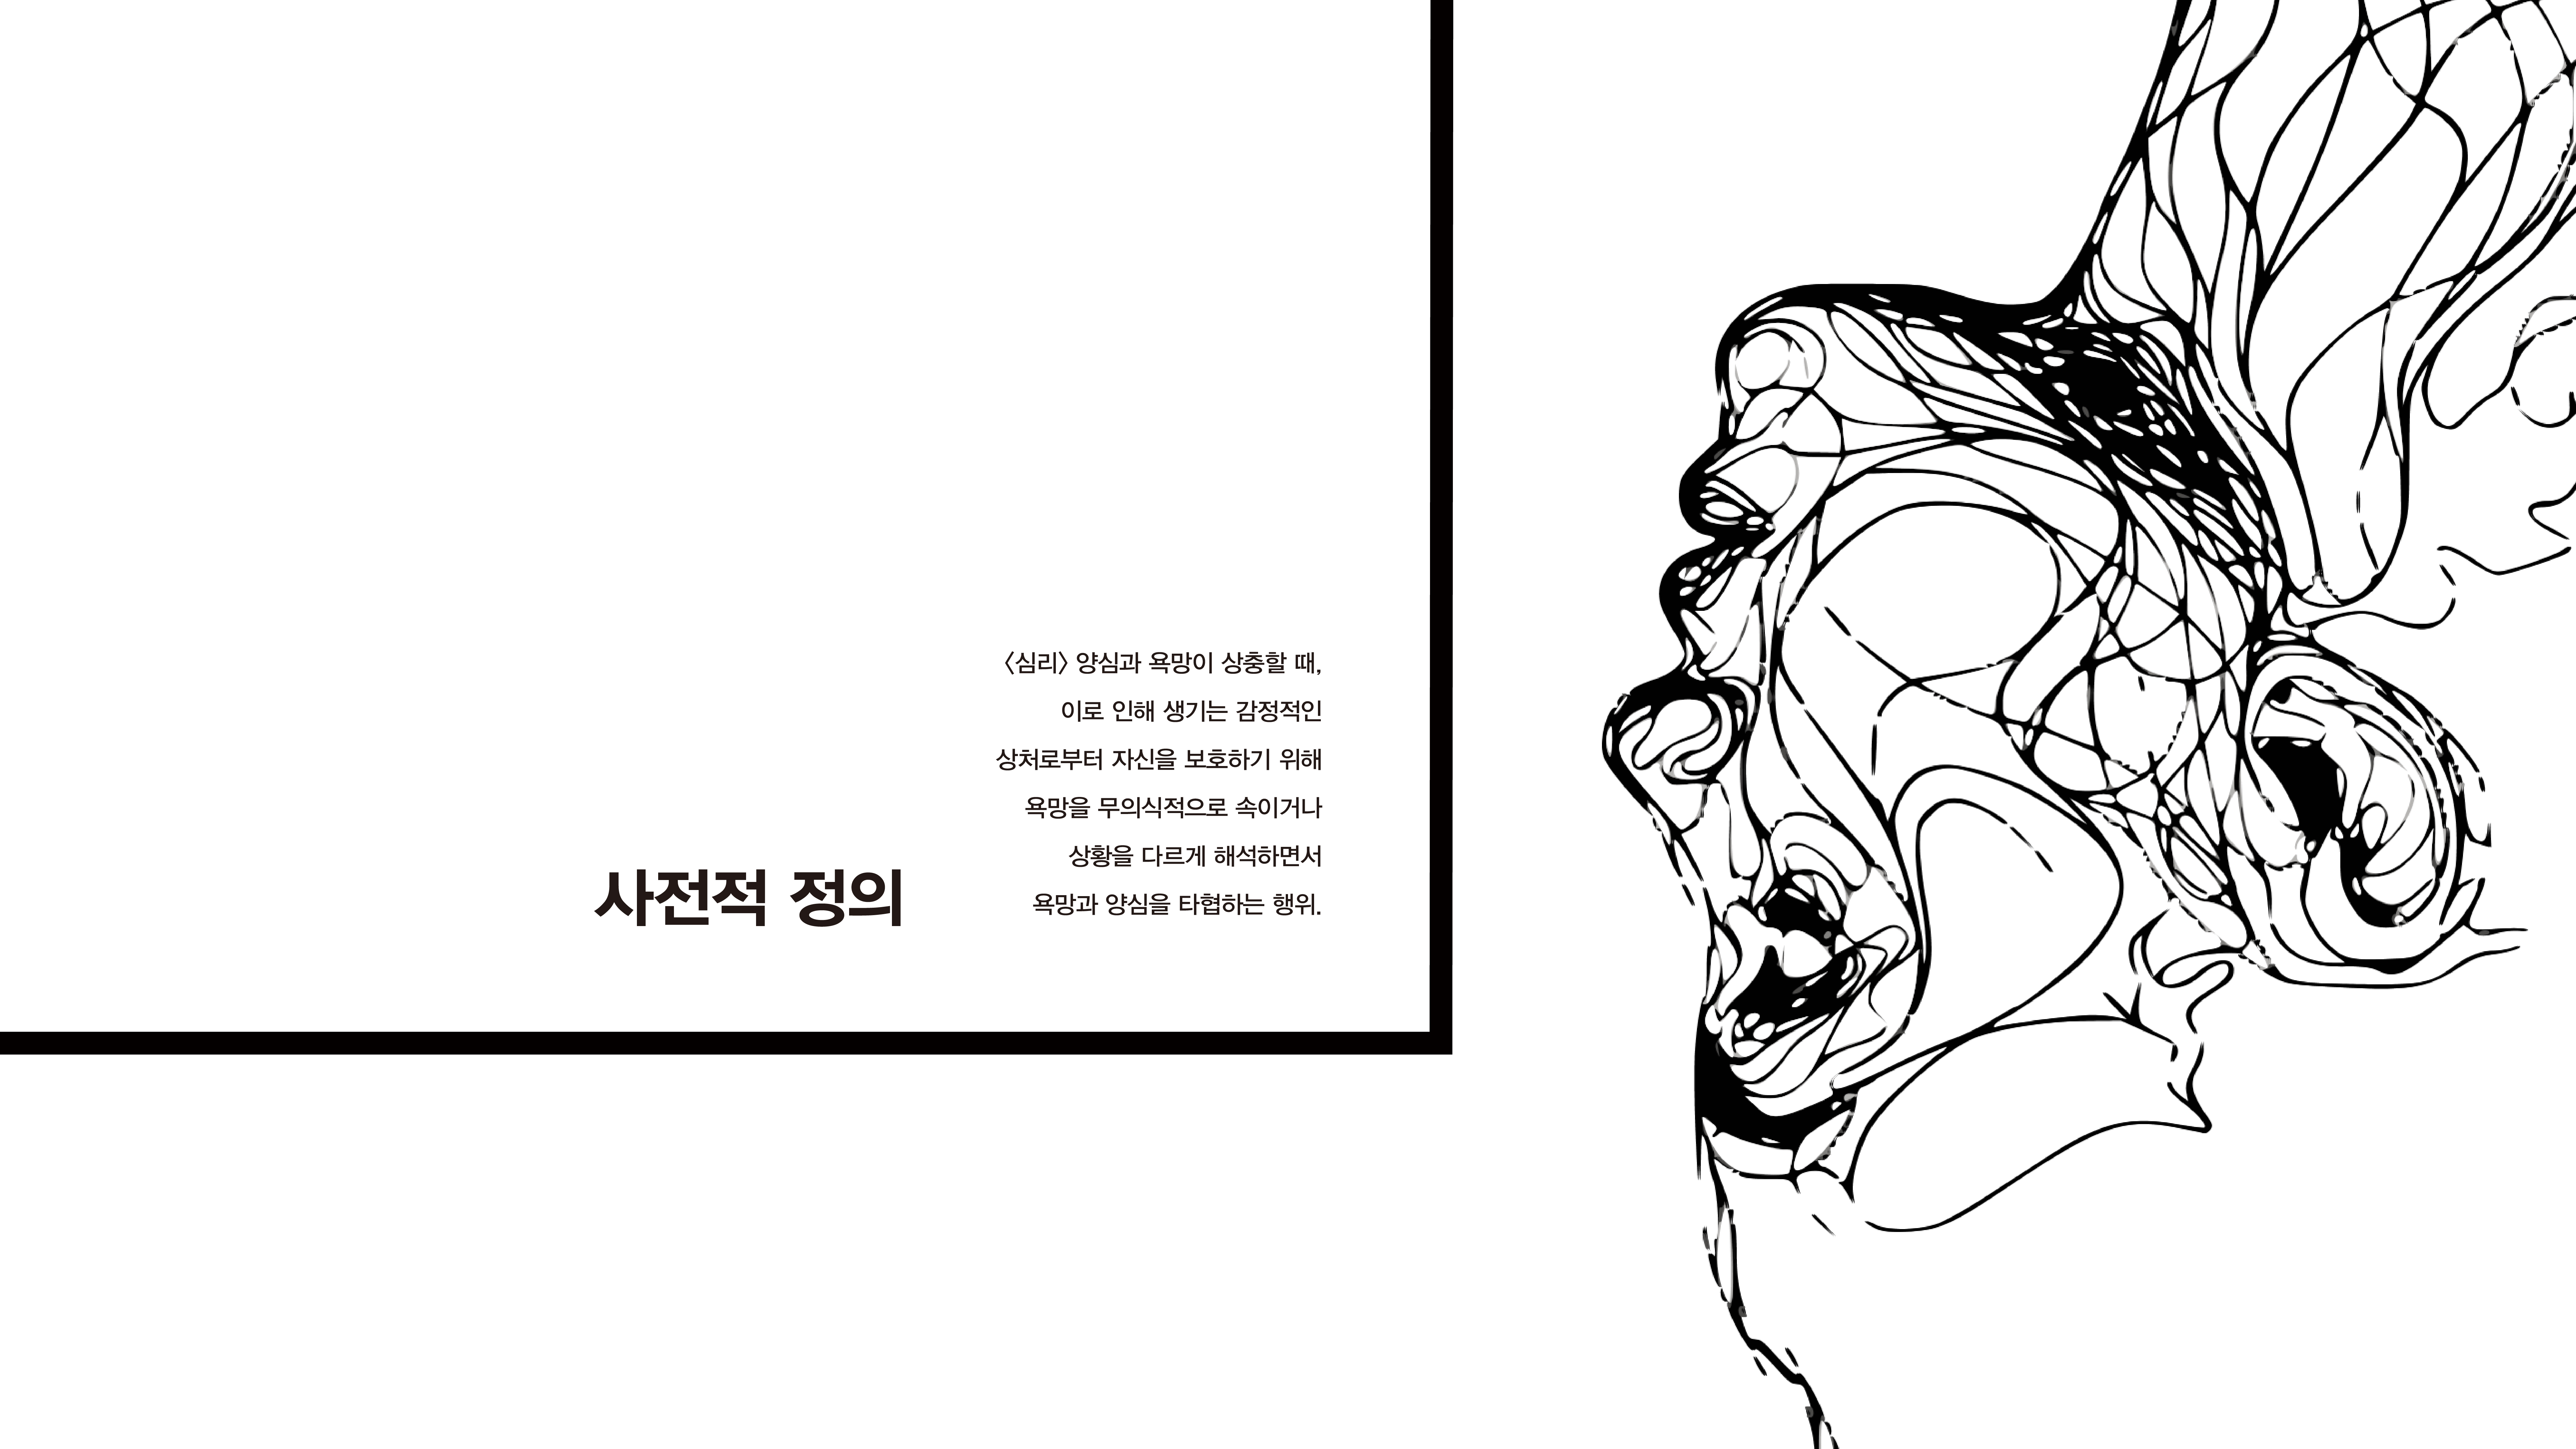 사전적 정의
〈심리〉 양심과 욕망이 상충할 때,
이로 인해 생기는 감정적인
상처로부터 자신을 보호하기 위해
욕망을 무의식적으로 속이거나
상황을 다르게 해석하면서
욕망과 양심을 타협하는 행위.